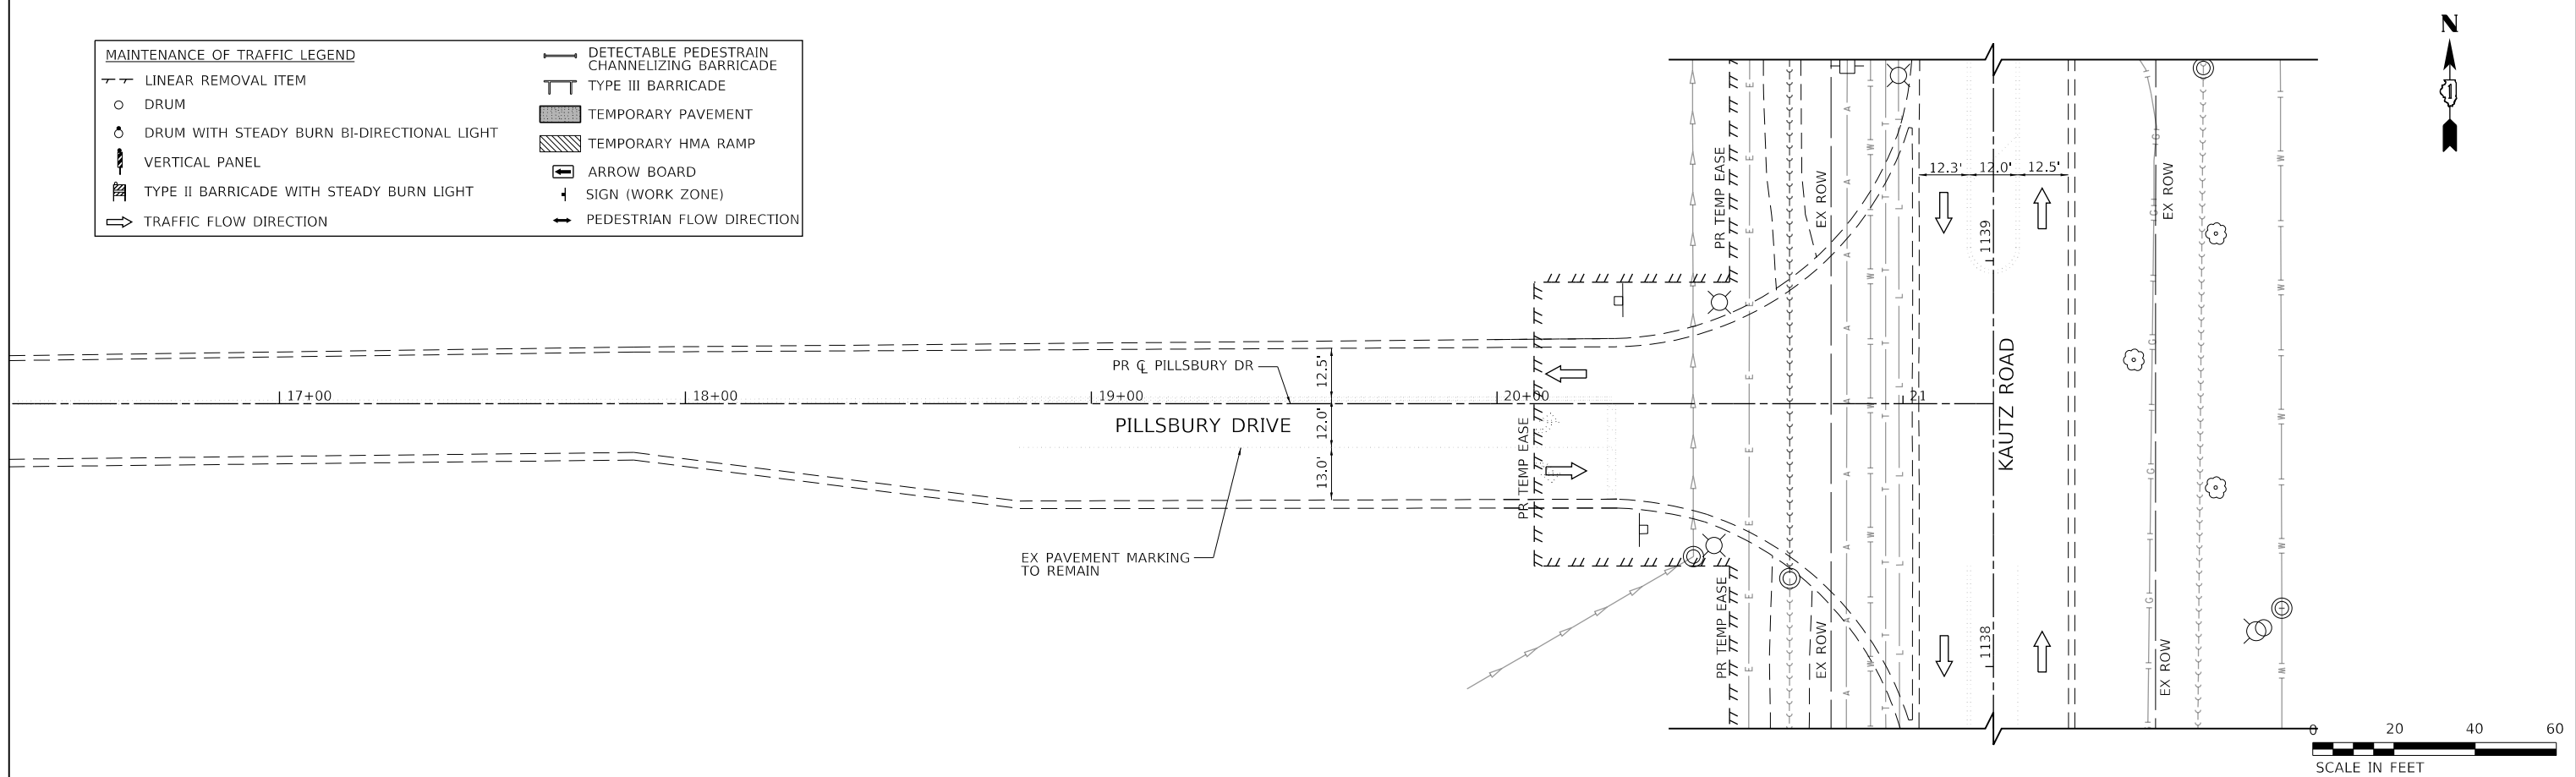 MAINTENANCE OF TRAFFIC LEGEND
LINEAR REMOVAL ITEM
DRUM
DRUM WITH STEADY BURN BI-DIRECTIONAL LIGHT
VERTICAL PANEL
TYPE II BARRICADE WITH STEADY BURN LIGHT
TRAFFIC FLOW DIRECTION
DETECTABLE PEDESTRAIN
CHANNELIZING BARRICADE
TYPE III BARRICADE
TEMPORARY PAVEMENT
TEMPORARY HMA RAMP
ARROW BOARD
SIGN (WORK ZONE)
PEDESTRIAN FLOW DIRECTION
N
PR TEMP EASE
EX ROW
12.3'
12.0'
12.5'
EX ROW
1139
PR ℄ PILLSBURY DR
12.5'
17+00
18+00
19+00
20+00
21
PILLSBURY DRIVE
12.0'
13.0'
PR TEMP EASE
KAUTZ ROAD
EX PAVEMENT MARKING
TO REMAIN
PR TEMP EASE
EX ROW
1138
EX ROW
0 20 40 60
SCALE IN FEET